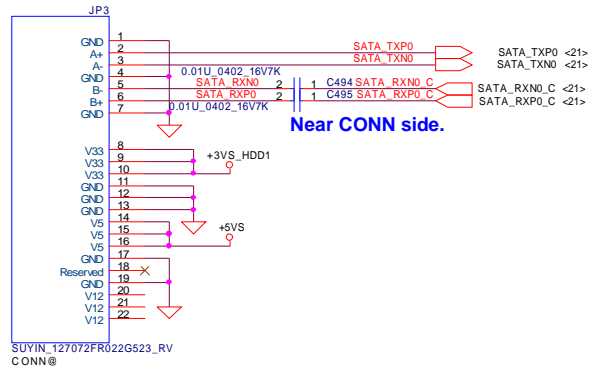 JP3
GND 1
A+ 2 SATA_TXP0 SATA_TXP0 <21>
A- 3 SATA_TXN0 SATA_TXN0 <21>
GND 4 0.01U_0402_16V7K
B- 5 SATA_RXN0 2 1 C494 SATA_RXN0_C SATA_RXN0_C <21>
B+ 6 SATA_RXP0 2 1 C495 SATA_RXP0_C SATA_RXP0_C <21>
GND 7 0.01U_0402_16V7K
Near CONN side.
V33 8
V33 9 +3VS_HDD1
V33 10
GND 11
GND 12
GND 13
V5 14
V5 15 +5VS
V5 16
GND 17
Reserved 18
GND 19
V12 20
V12 21
V12 22
SUYIN_127072FR022G523_RV
CONN@